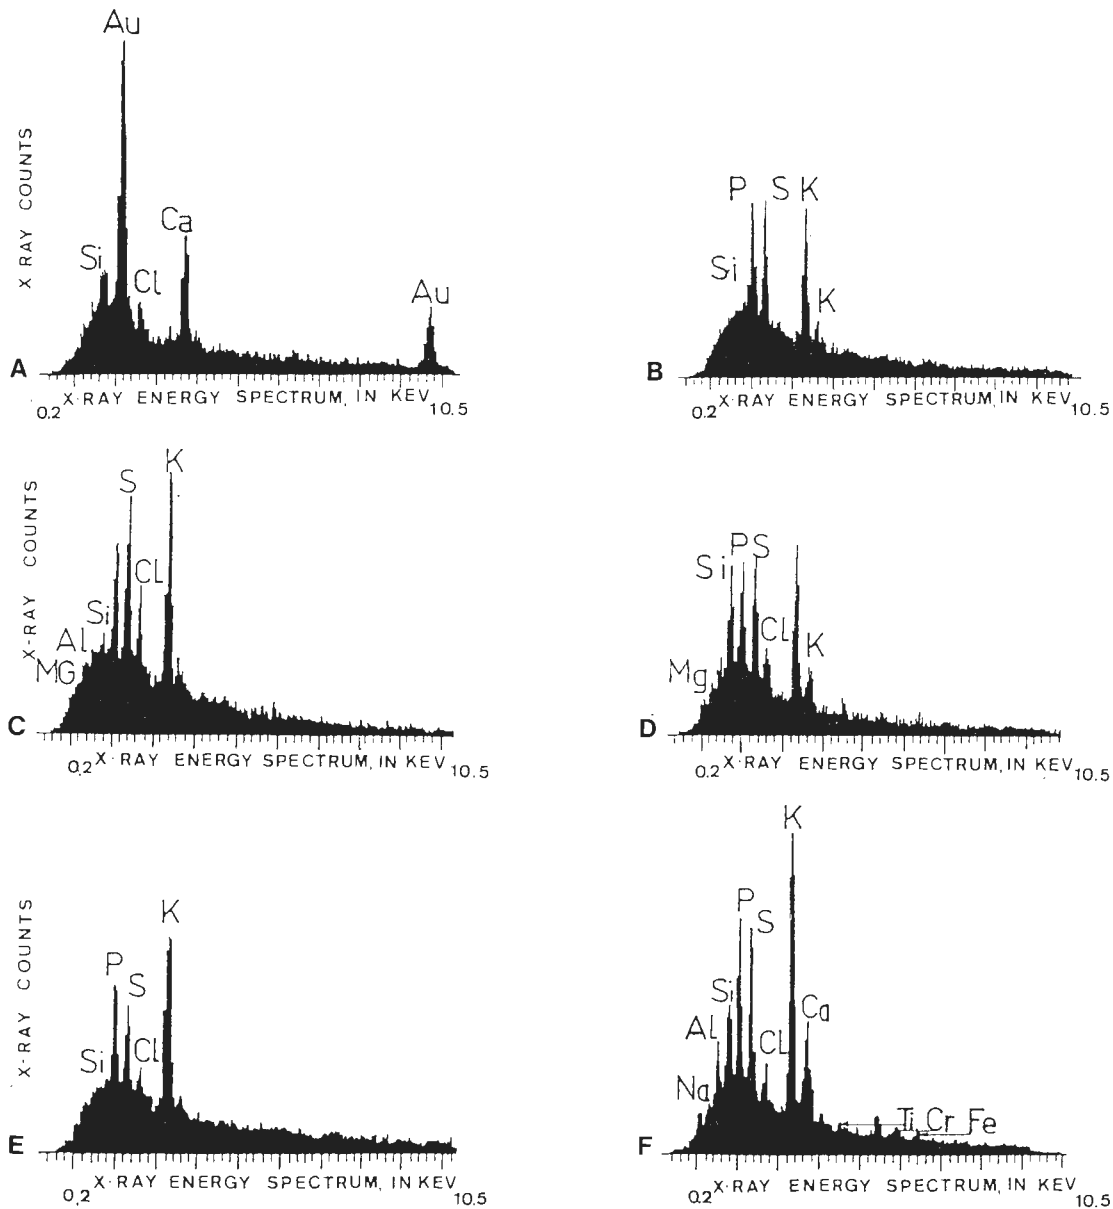 Au
X RAY COUNTS
Ca
Si
Cl
Au
A
0.2 X·RAY ENERGY SPECTRUM, IN KEV 10.5
P S K
Si
K
B
0.2 X·RAY ENERGY SPECTRUM, IN KEV 10.5
K
S
X-RAY COUNTS
Cl
Si
Al
MG
C
0.2 X·RAY ENERGY SPECTRUM, IN KEV 10.5
Si P S
Cl
K
Mg
D
0.2 X·RAY ENERGY SPECTRUM, IN KEV 10.5
K
X·RAY COUNTS
P
S
Si
Cl
E
0.2 X·RAY ENERGY SPECTRUM, IN KEV 10.5
K
P
S
Si
Ca
Al
CL
Na
Ti Cr Fe
F
0.2 X·RAY ENERGY SPECTRUM, IN KEV 10.5